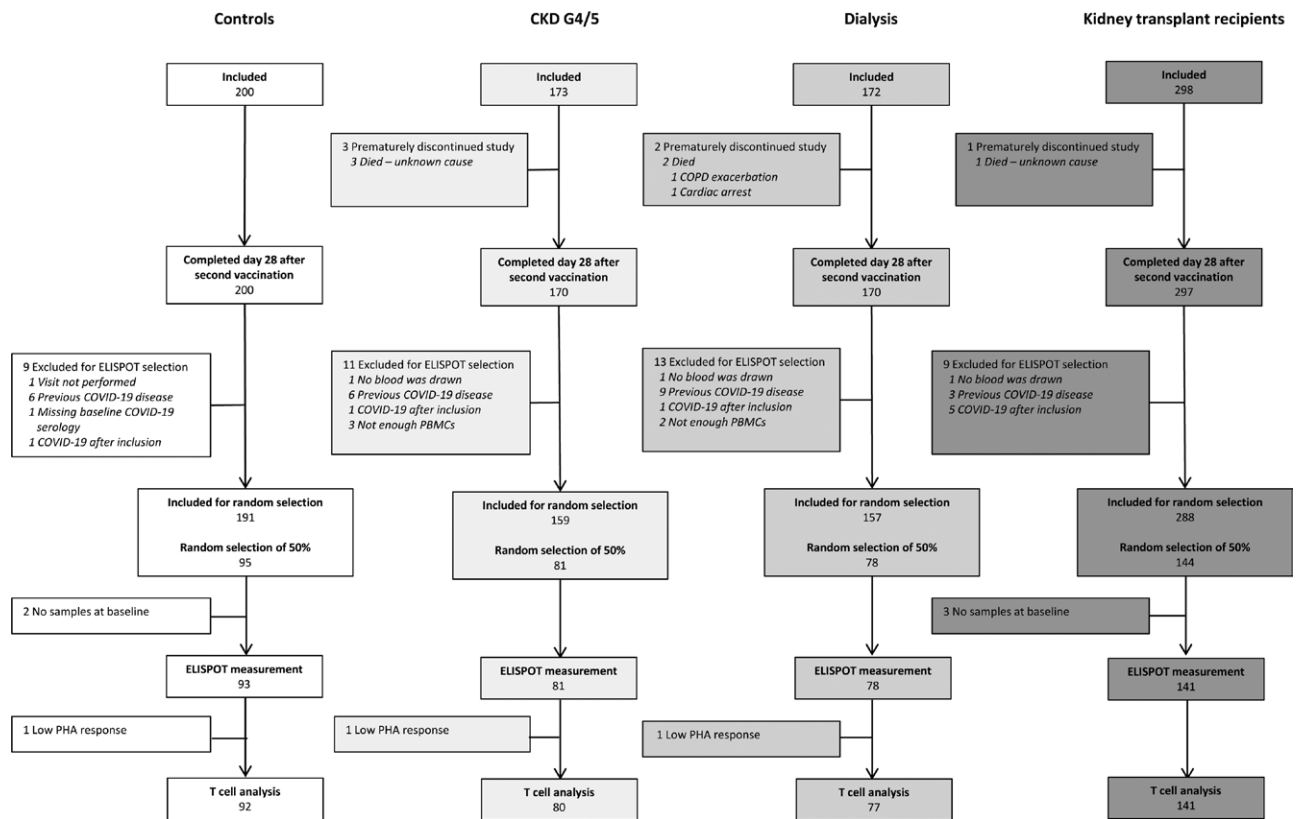 Controls
CKD G4/5
Dialysis
Kidney transplant recipients
Included
200
Included
173
Included
172
Included
298
3 Prematurely discontinued study
3 Died – unknown cause
2 Prematurely discontinued study
2 Died
1 COPD exacerbation
1 Cardiac arrest
1 Prematurely discontinued study
1 Died – unknown cause
Completed day 28 after
second vaccination
200
Completed day 28 after
second vaccination
170
Completed day 28 after
second vaccination
170
Completed day 28 after
second vaccination
297
9 Excluded for ELISPOT selection
1 Visit not performed
6 Previous COVID-19 disease
1 Missing baseline COVID-19
serology
1 COVID-19 after inclusion
11 Excluded for ELISPOT selection
1 No blood was drawn
6 Previous COVID-19 disease
1 COVID-19 after inclusion
3 Not enough PBMCs
13 Excluded for ELISPOT selection
1 No blood was drawn
9 Previous COVID-19 disease
1 COVID-19 after inclusion
2 Not enough PBMCs
9 Excluded for ELISPOT selection
1 No blood was drawn
3 Previous COVID-19 disease
5 COVID-19 after inclusion
Included for random selection
191
Random selection of 50%
95
Included for random selection
159
Random selection of 50%
81
Included for random selection
157
Random selection of 50%
78
Included for random selection
288
Random selection of 50%
144
2 No samples at baseline
3 No samples at baseline
ELISPOT measurement
93
ELISPOT measurement
81
ELISPOT measurement
78
ELISPOT measurement
141
1 Low PHA response
1 Low PHA response
1 Low PHA response
T cell analysis
92
T cell analysis
80
T cell analysis
77
T cell analysis
141